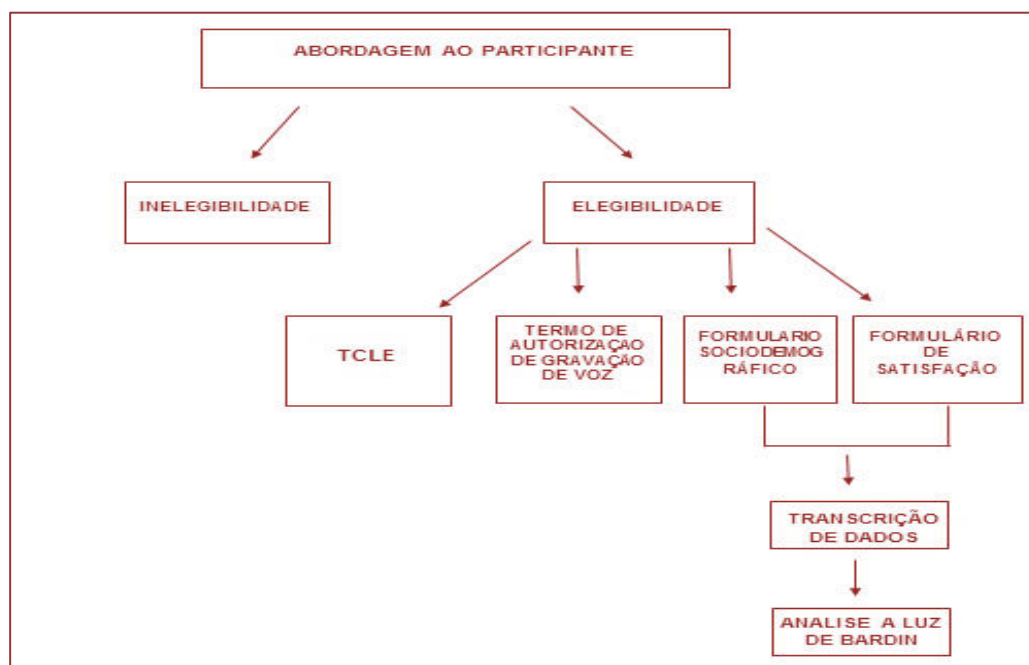 ABORDAGEM AO PARTICIPANTE
INELEGIBILIDADE
ELEGIBILIDADE
TCLE
TERMO DE
AUTORIZAÇAO
DE GRAVAÇÃO
DE VOZ
FORMULARIO
SOCIODEMOG
RÁFICO
FORMULÁRIO
DE
SATISFAÇÃO
TRANSCRIÇÃO
DE DADOS
ANALISE A LUZ
DE BARDIN